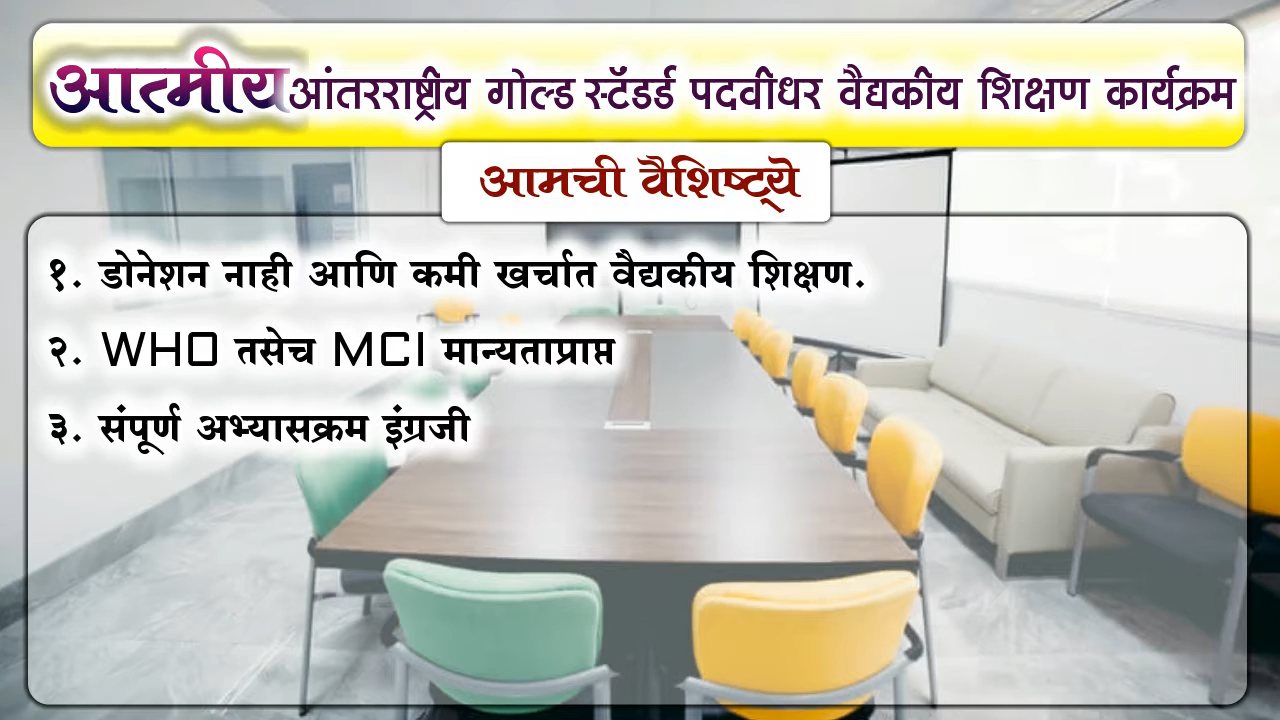 आत्मीय आंतरराष्ट्रीय गोल्ड स्टॅडर्ड पदवीधर वैद्यकीय शिक्षण कार्यक्रम
आमची वैशिष्ट्ये
१. डोनेशन नाही आणि कमी खर्चात वैद्यकीय शिक्षण.
२. WHO तसेच MCI मान्यताप्राप्त
३. संपूर्ण अभ्यासक्रम इंग्रजी